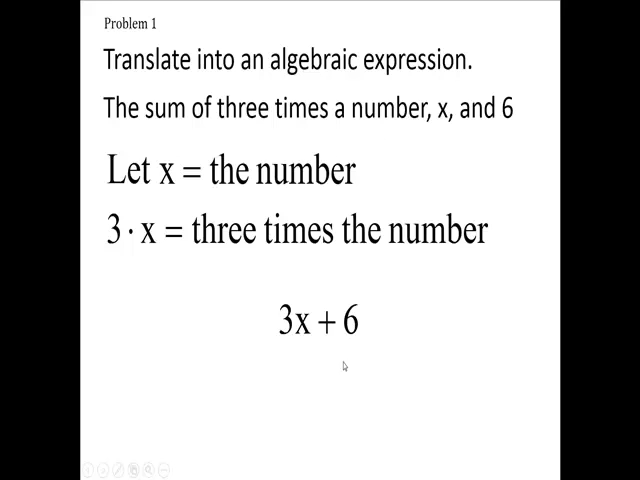 Problem 1
Translate into an algebraic expression.
The sum of three times a number, x, and 6
Let x = the number
3 · x = three times the number
3x + 6